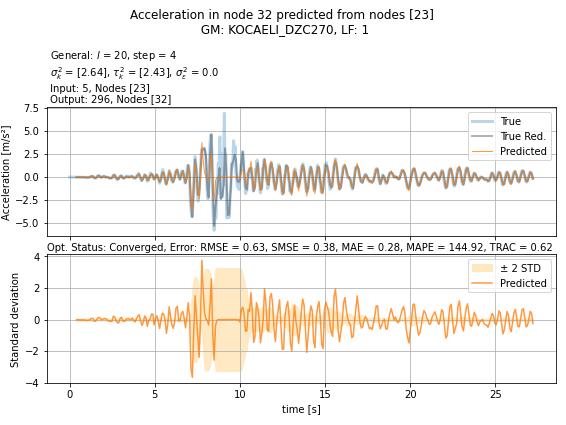 Acceleration in node 32 predicted from nodes [23]
GM: KOCAELI_DZC270, LF: 1
General: l = 20, step = 4
σ²ₖ = [2.64], τ²ₖ = [2.43], σ²ε = 0.0
Input: 5, Nodes [23]
Output: 296, Nodes [32]
Acceleration [m/s²]
7.5
5.0
2.5
0.0
−2.5
−5.0
True
True Red.
Predicted
Opt. Status: Converged, Error: RMSE = 0.63, SMSE = 0.38, MAE = 0.28, MAPE = 144.92, TRAC = 0.62
Standard deviation
4
2
0
−2
−4
± 2 STD
Predicted
0 5 10 15 20 25
time [s]